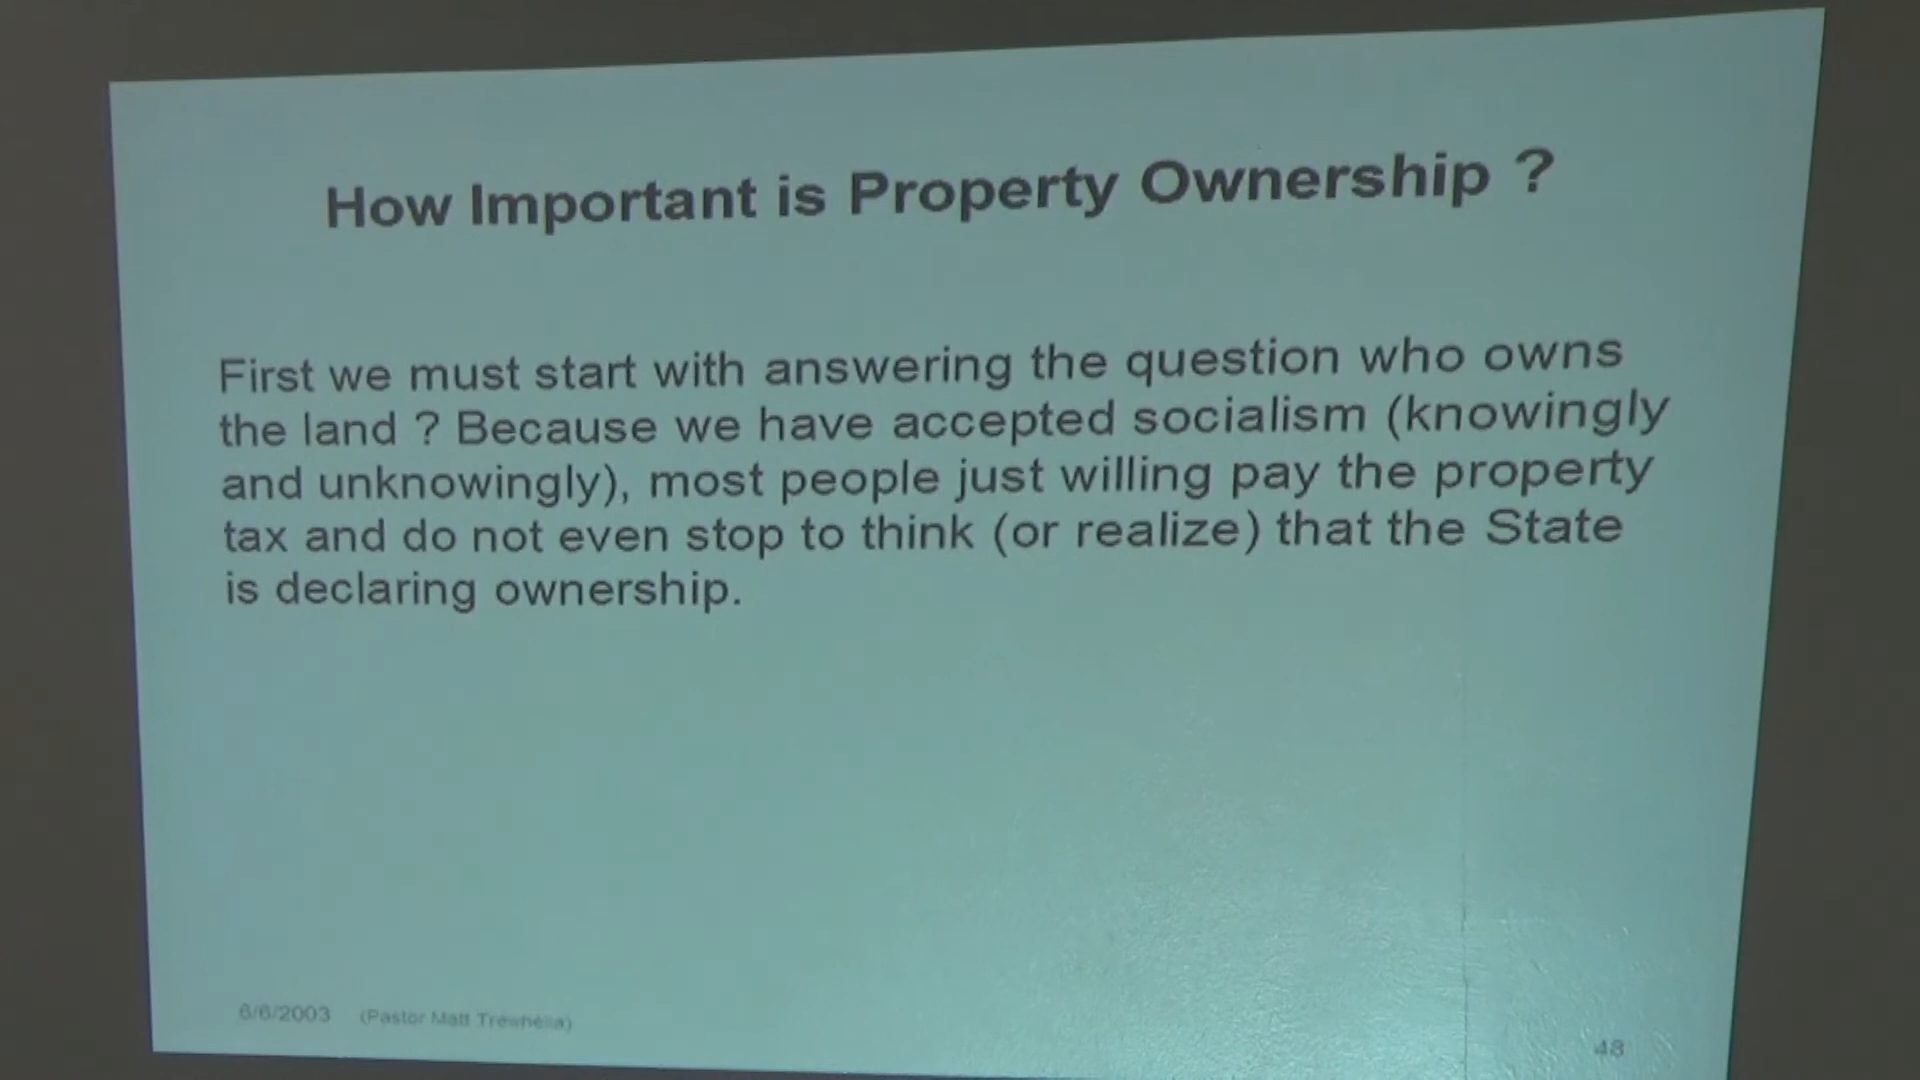 How Important is Property Ownership ?
First we must start with answering the question who owns
the land ? Because we have accepted socialism (knowingly
and unknowingly), most people just willing pay the property
tax and do not even stop to think (or realize) that the State
is declaring ownership.
6/6/2003 (Pastor Matt Trewhella)
48